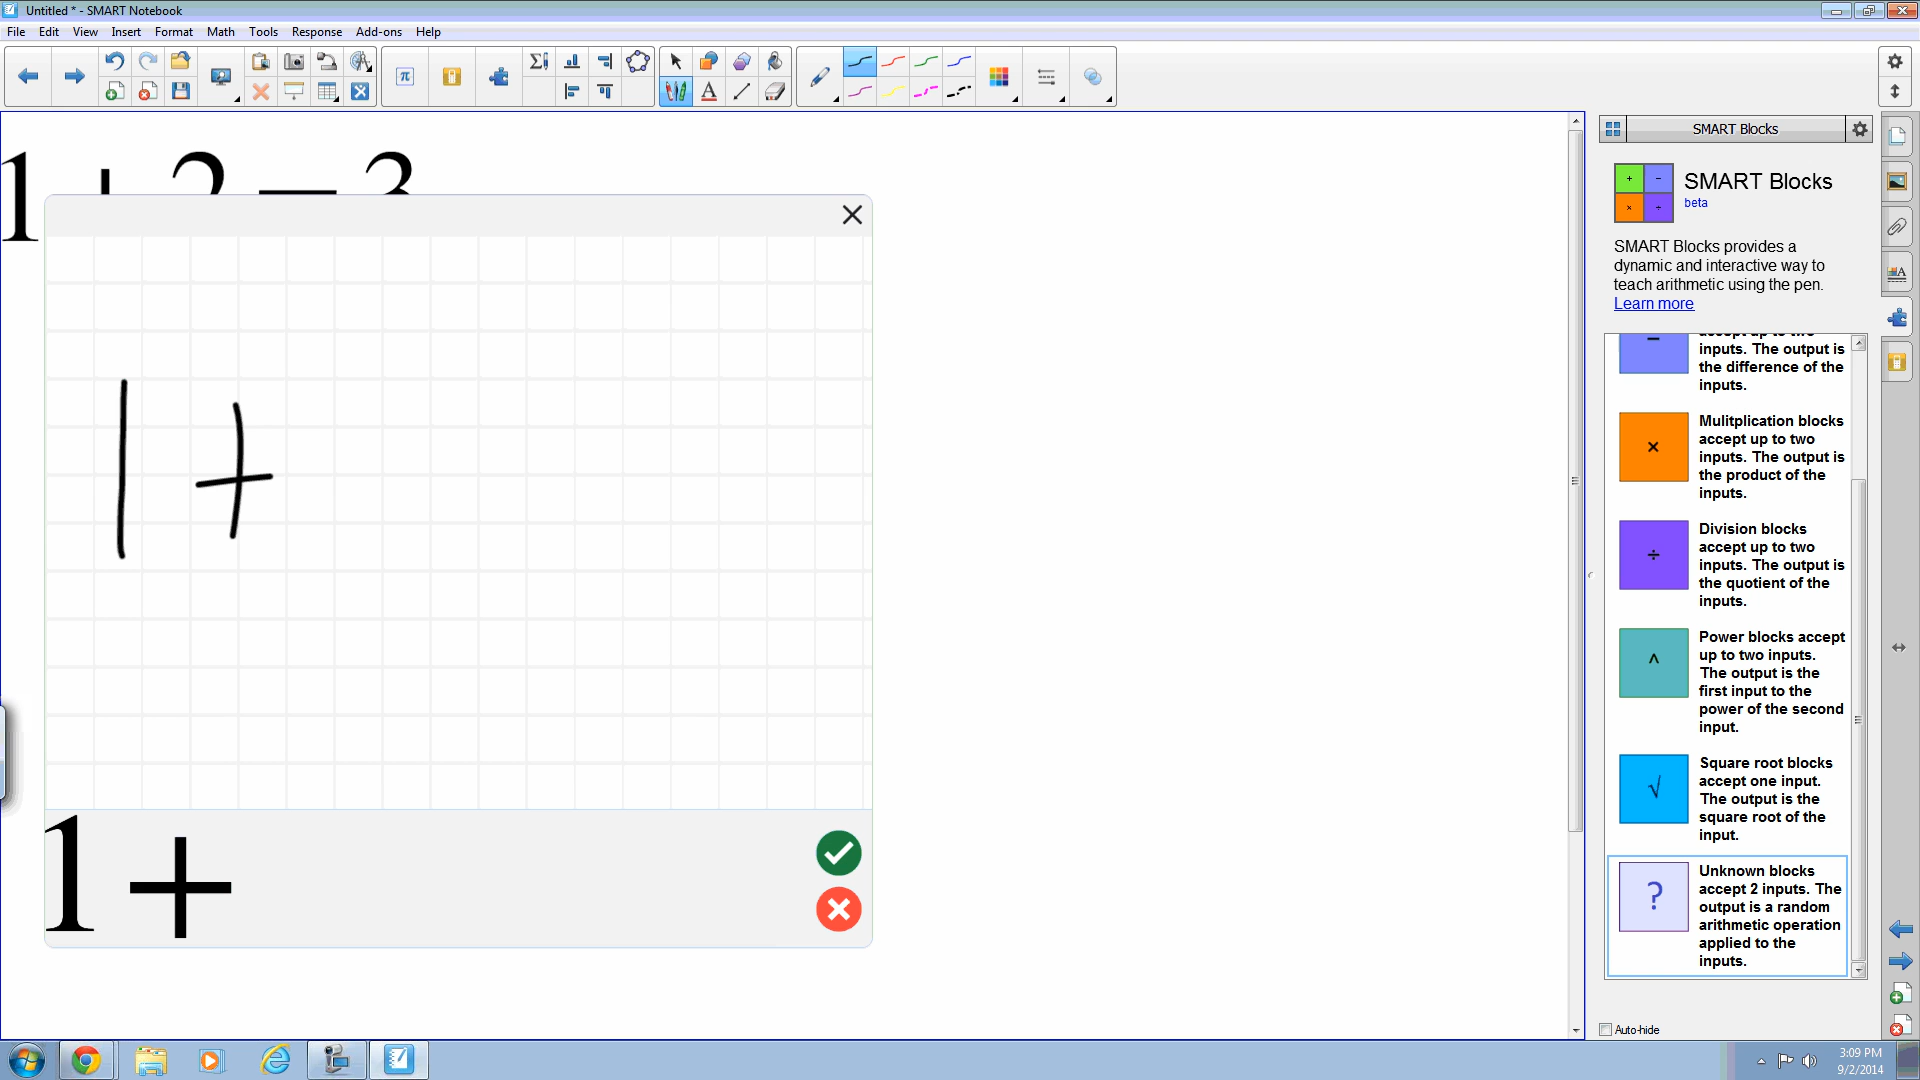 Untitled * - SMART Notebook
File Edit View Insert Format Math Tools Response Add-ons Help
SMART Blocks
SMART Blocks
beta
SMART Blocks provides a
dynamic and interactive way to
teach arithmetic using the pen.
Learn more
1 + 2 = 3
1 +
1 +
accept up to two
inputs. The output is
the difference of the
inputs.
Mulitplication blocks
accept up to two
inputs. The output is
the product of the
inputs.
Division blocks
accept up to two
inputs. The output is
the quotient of the
inputs.
Power blocks accept
up to two inputs.
The output is the
first input to the
power of the second
input.
Square root blocks
accept one input.
The output is the
square root of the
input.
Unknown blocks
accept 2 inputs. The
output is a random
arithmetic operation
applied to the
inputs.
Auto-hide
3:09 PM
9/2/2014